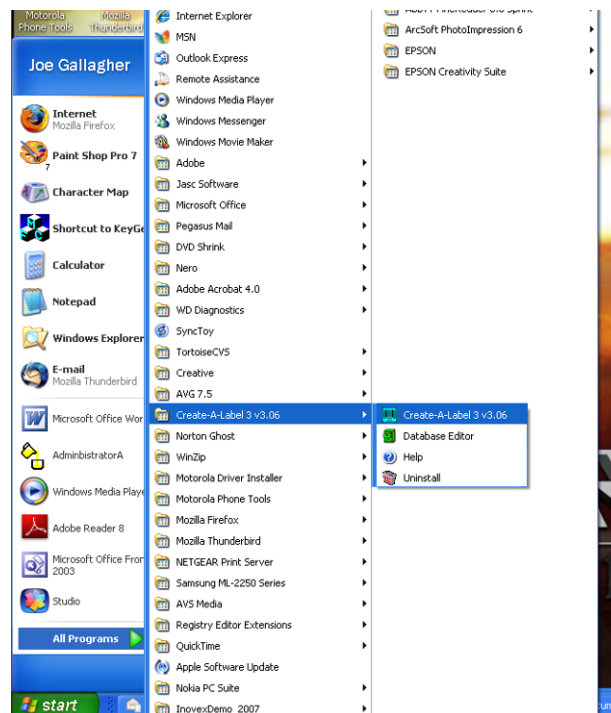 Motorola
Phone Tools
Mozilla
Thunderbird
Joe Gallagher
Internet
Mozilla Firefox
Paint Shop Pro 7
7
Character Map
Shortcut to KeyGe
Calculator
Notepad
Windows Explorer
E-mail
Mozilla Thunderbird
Microsoft Office Wor
AdminbistratorA
Windows Media Playe
Adobe Reader 8
Microsoft Office Fron
2003
Studio
All Programs
start
Internet Explorer
MSN
Outlook Express
Remote Assistance
Windows Media Player
Windows Messenger
Windows Movie Maker
Adobe
Jasc Software
Microsoft Office
Pegasus Mail
DVD Shrink
Nero
Adobe Acrobat 4.0
WD Diagnostics
SyncToy
TortoiseCVS
Creative
AVG 7.5
Create-A-Label 3 v3.06
Norton Ghost
WinZip
Motorola Driver Installer
Motorola Phone Tools
Mozilla Firefox
Mozilla Thunderbird
NETGEAR Print Server
Samsung ML-2250 Series
AVS Media
Registry Editor Extensions
QuickTime
Apple Software Update
Nokia PC Suite
InovexDemo 2007
ArcSoft PhotoImpression 6
EPSON
EPSON Creativity Suite
Create-A-Label 3 v3.06
Database Editor
Help
Uninstall